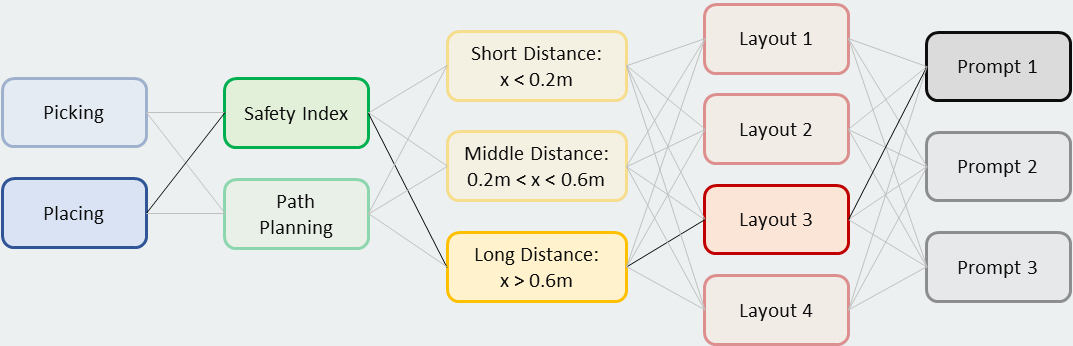 Picking
Placing
Safety Index
Path
Planning
Short Distance:
x < 0.2m
Middle Distance:
0.2m < x < 0.6m
Long Distance:
x > 0.6m
Layout 1
Layout 2
Layout 3
Layout 4
Prompt 1
Prompt 2
Prompt 3